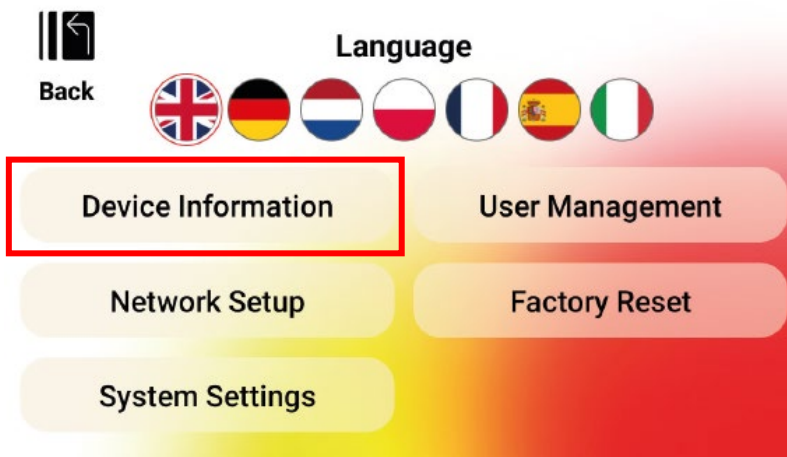 Language
Back
Device Information
User Management
Network Setup
Factory Reset
System Settings